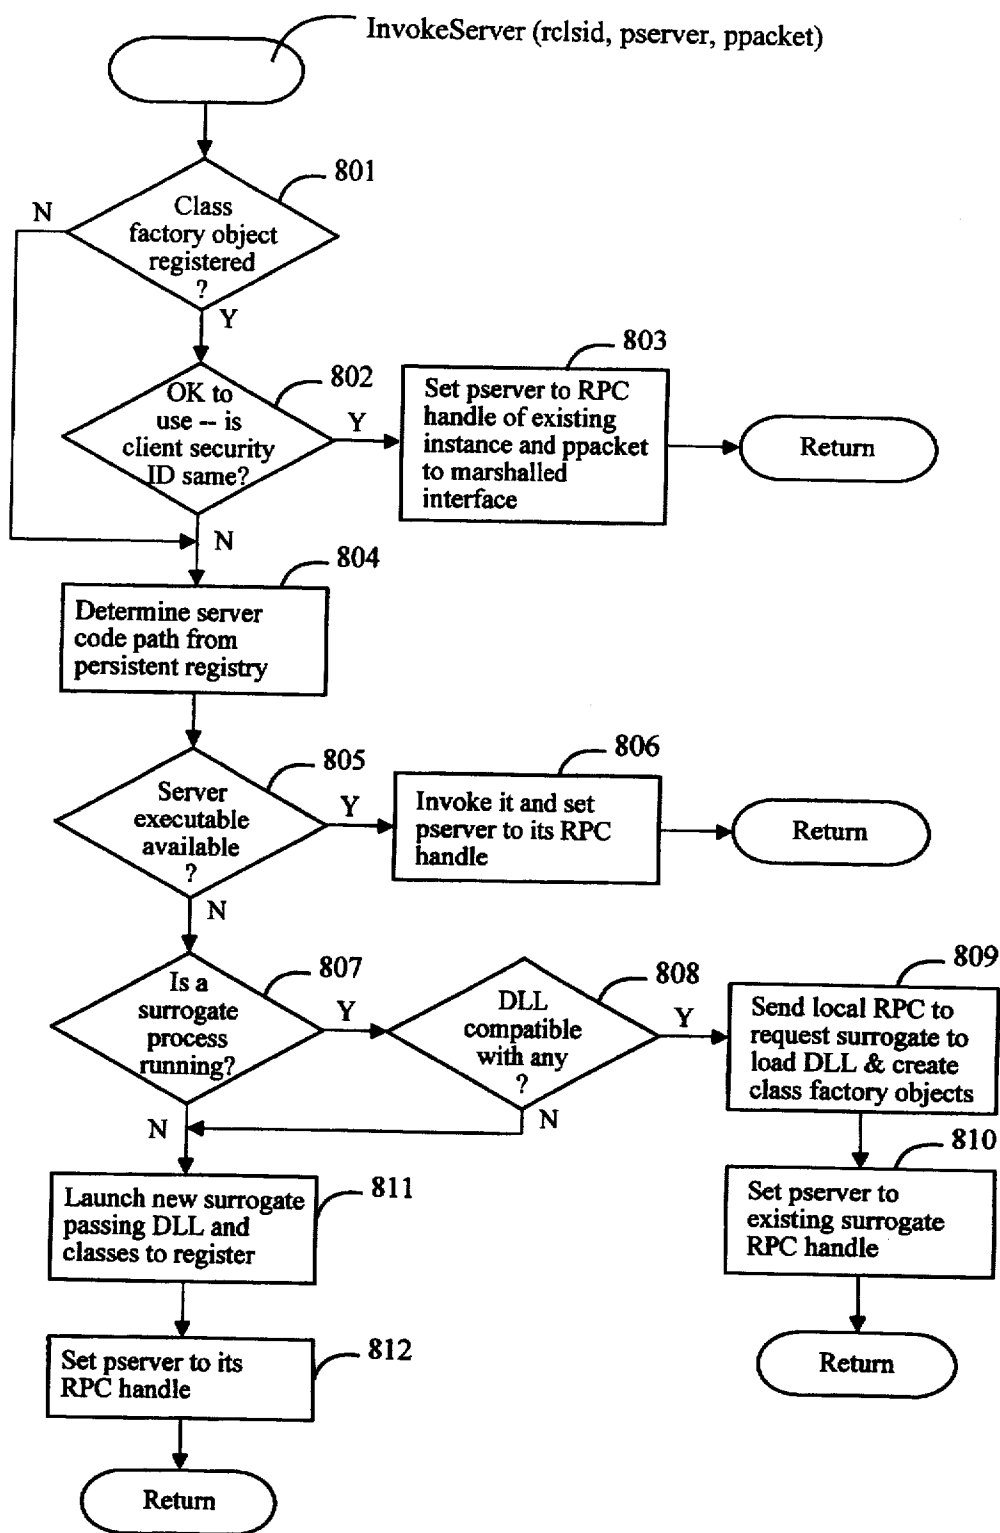 InvokeServer (rclsid, pserver, ppacket)
801
Class
factory object
registered
?
N
Y
802
OK to
use -- is
client security
ID same?
Y
N
803
Set pserver to RPC
handle of existing
instance and ppacket
to marshalled
interface
Return
804
Determine server
code path from
persistent registry
805
Server
executable
available
?
Y
N
806
Invoke it and set
pserver to its RPC
handle
Return
807
Is a
surrogate
process
running?
Y
N
808
DLL
compatible
with any
?
Y
N
809
Send local RPC to
request surrogate to
load DLL & create
class factory objects
810
Set pserver to
existing surrogate
RPC handle
Return
811
Launch new surrogate
passing DLL and
classes to register
812
Set pserver to its
RPC handle
Return